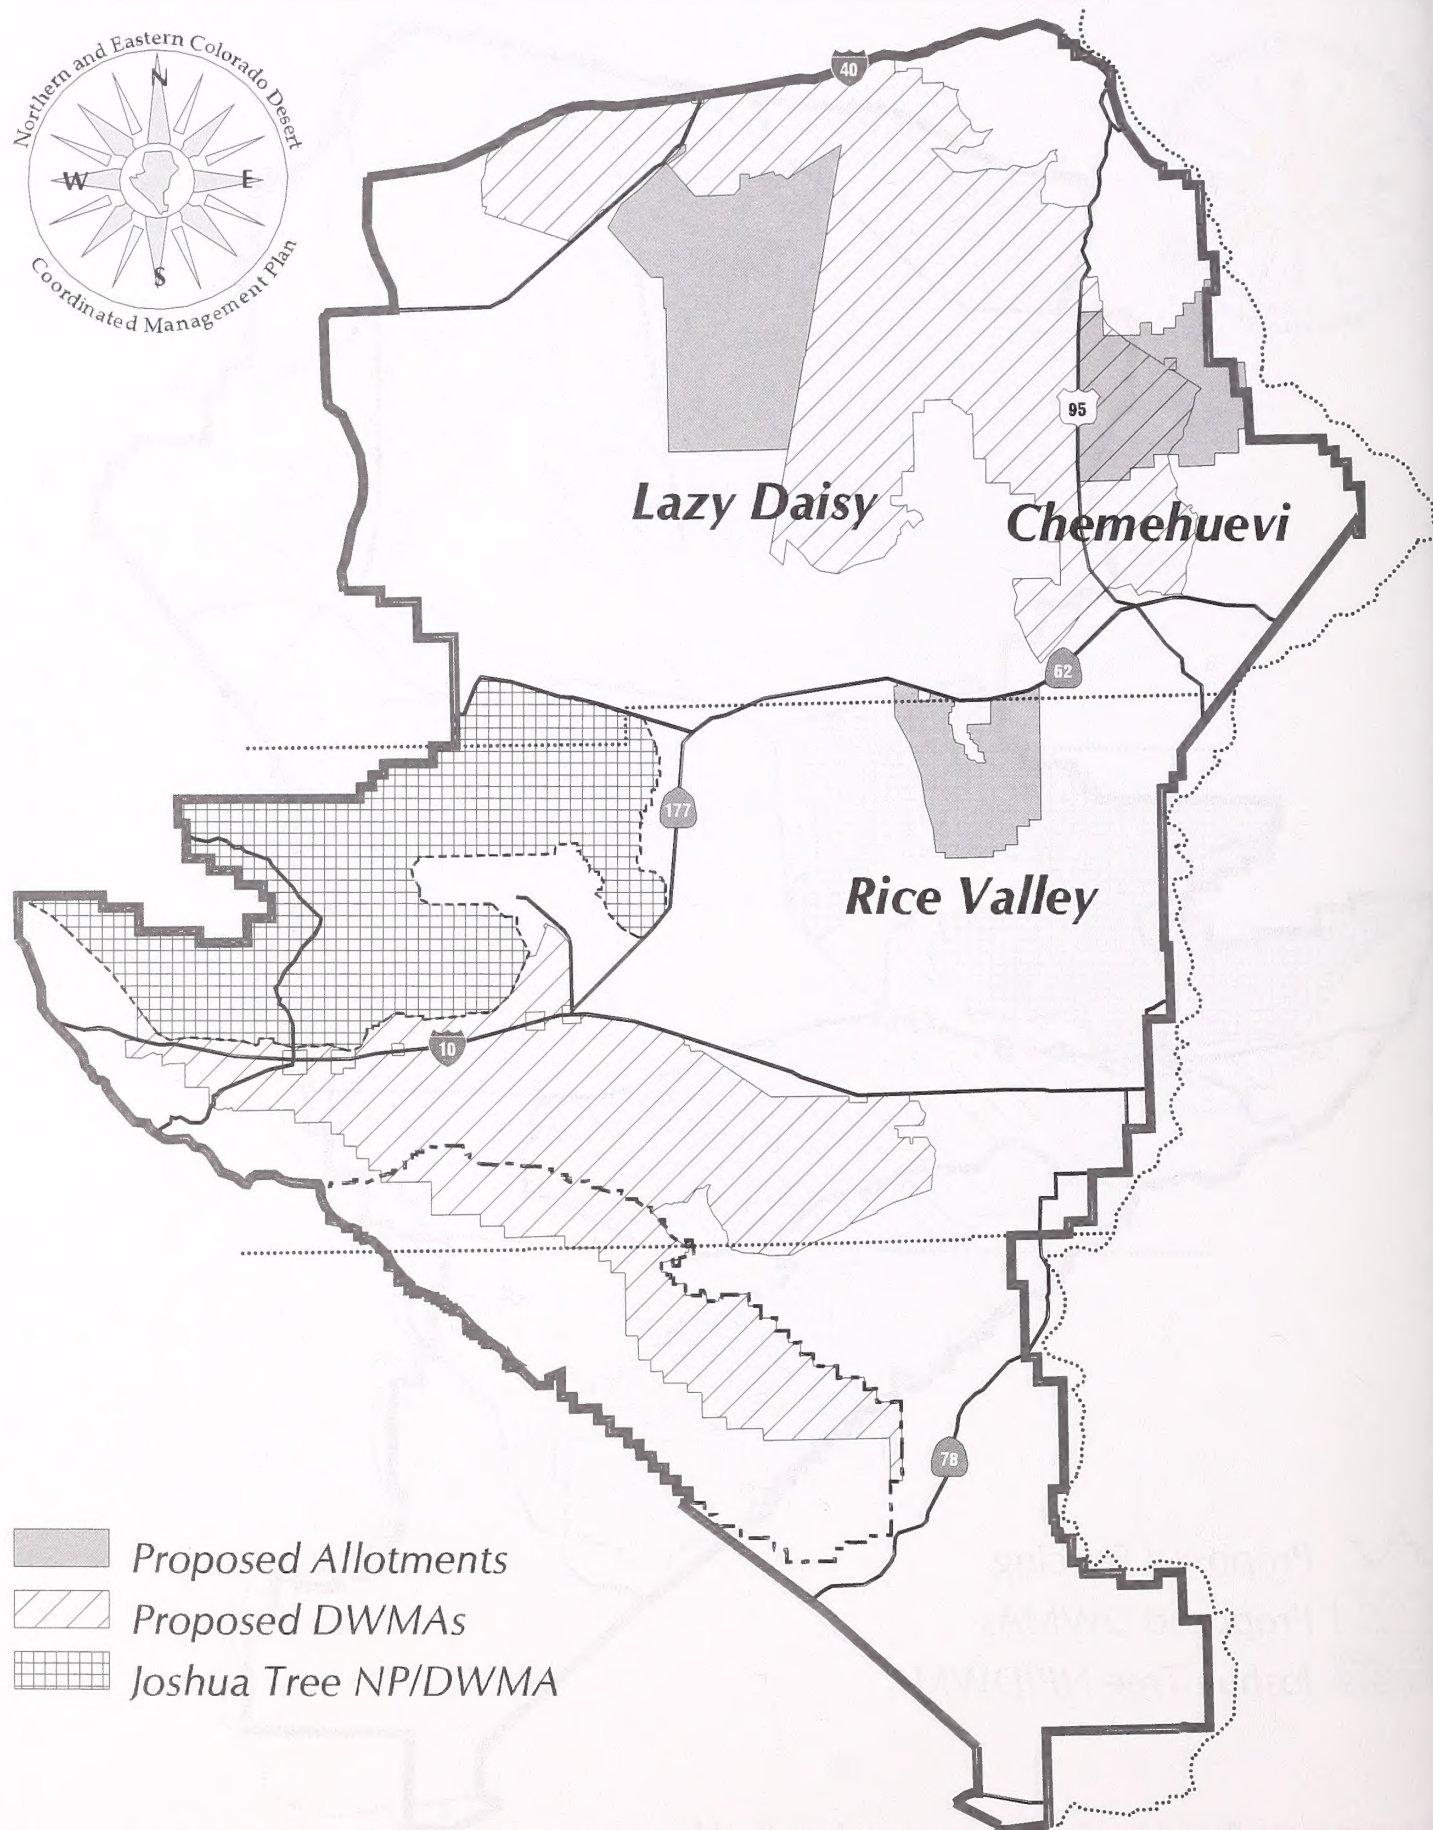 Northern and Eastern Colorado Desert
N
W
E
S
Coordinated Management Plan
40
95
Lazy Daisy
Chemehuevi
62
177
Rice Valley
10
78
Proposed Allotments
Proposed DWMAs
Joshua Tree NP/DWMA